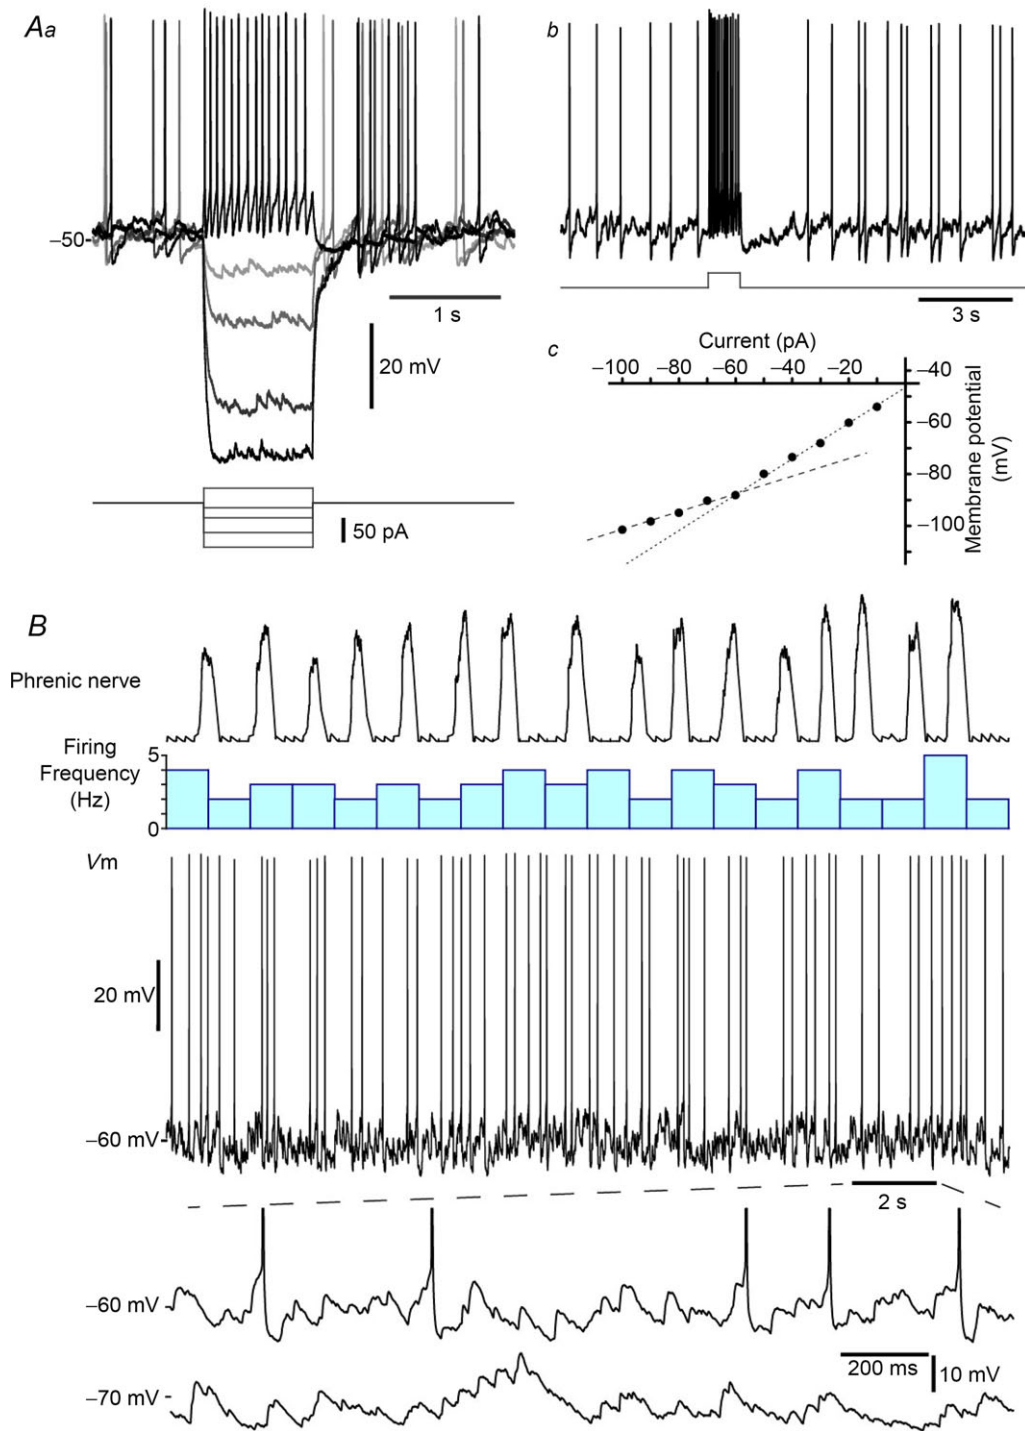 Aa
b
–50
1 s
20 mV
50 pA
3 s
c
Current (pA)
–100 –80 –60 –40 –20
–40
–60
–80
–100
Membrane potential
(mV)
B
Phrenic nerve
Firing
Frequency
(Hz)
5
0
Vm
20 mV
–60 mV
2 s
–60 mV
200 ms
10 mV
–70 mV